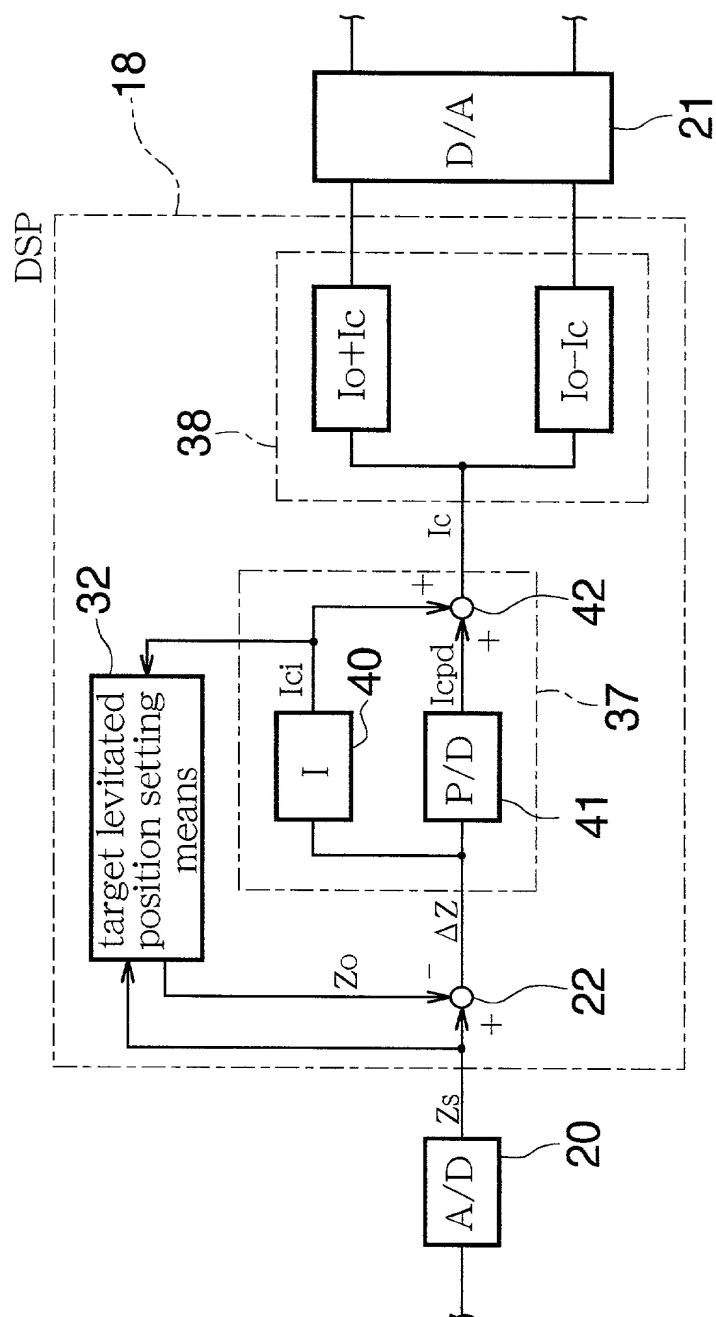 DSP
18
32
target levitated
position setting
means
38
Io+Ic
D/A
Ici
40
I
Zo
Ic
+
A/D
Zs
+
-
ΔZ
P/D
Icpd
+
42
Io-Ic
20
22
41
37
21